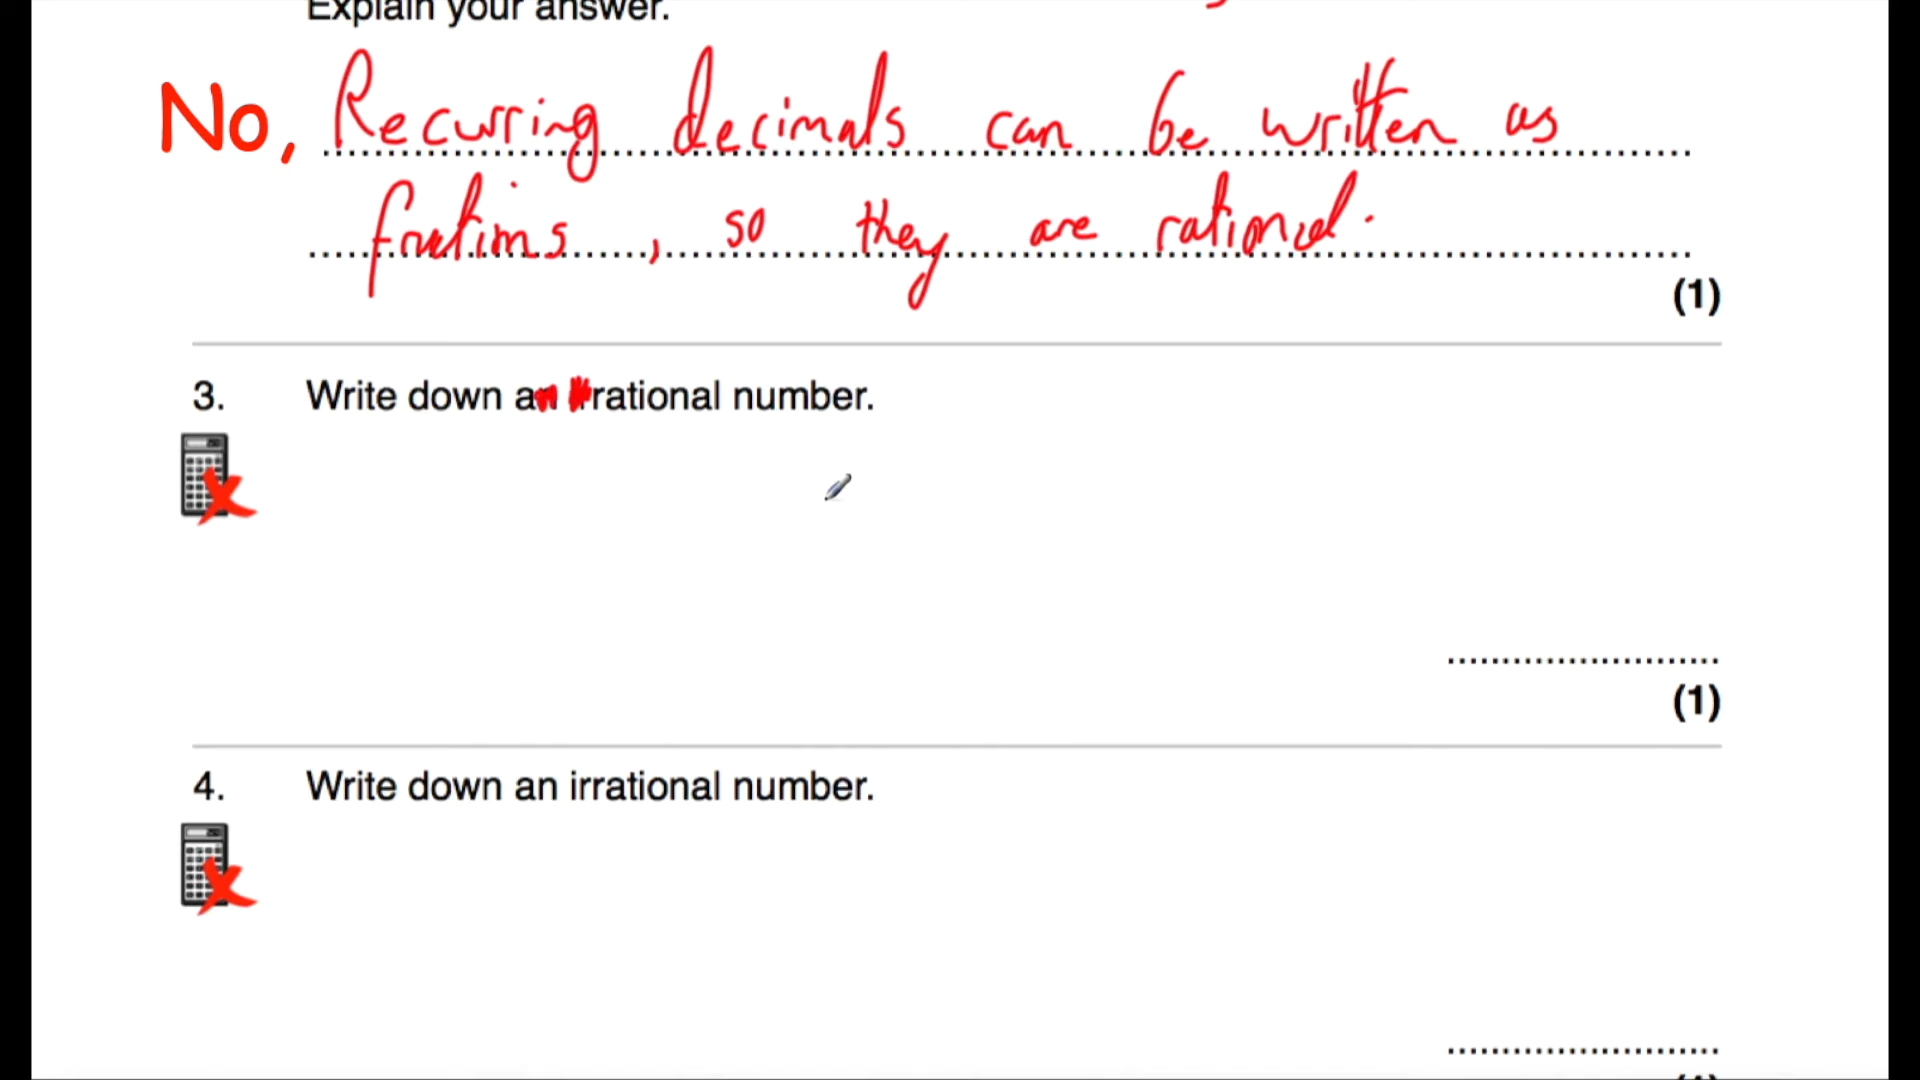 Explain your answer.
No, Recurring decimals can be written as
fractions, so they are rational.
(1)
3. Write down a rational number.
(1)
4. Write down an irrational number.